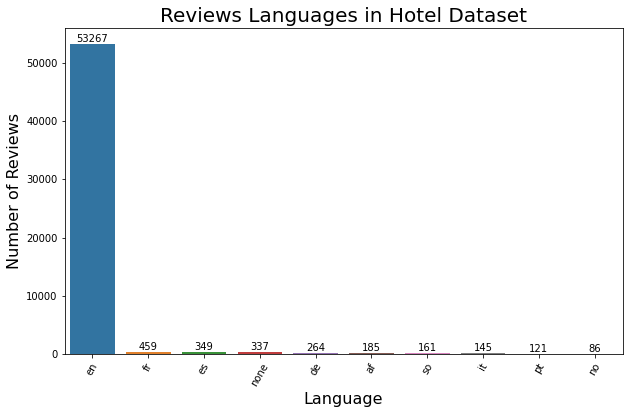 Reviews Languages in Hotel Dataset
53267
50000
40000
30000
20000
10000
0
Number of Reviews
459
349
337
264
185
161
145
121
86
en
fr
es
none
de
af
so
it
pt
no
Language